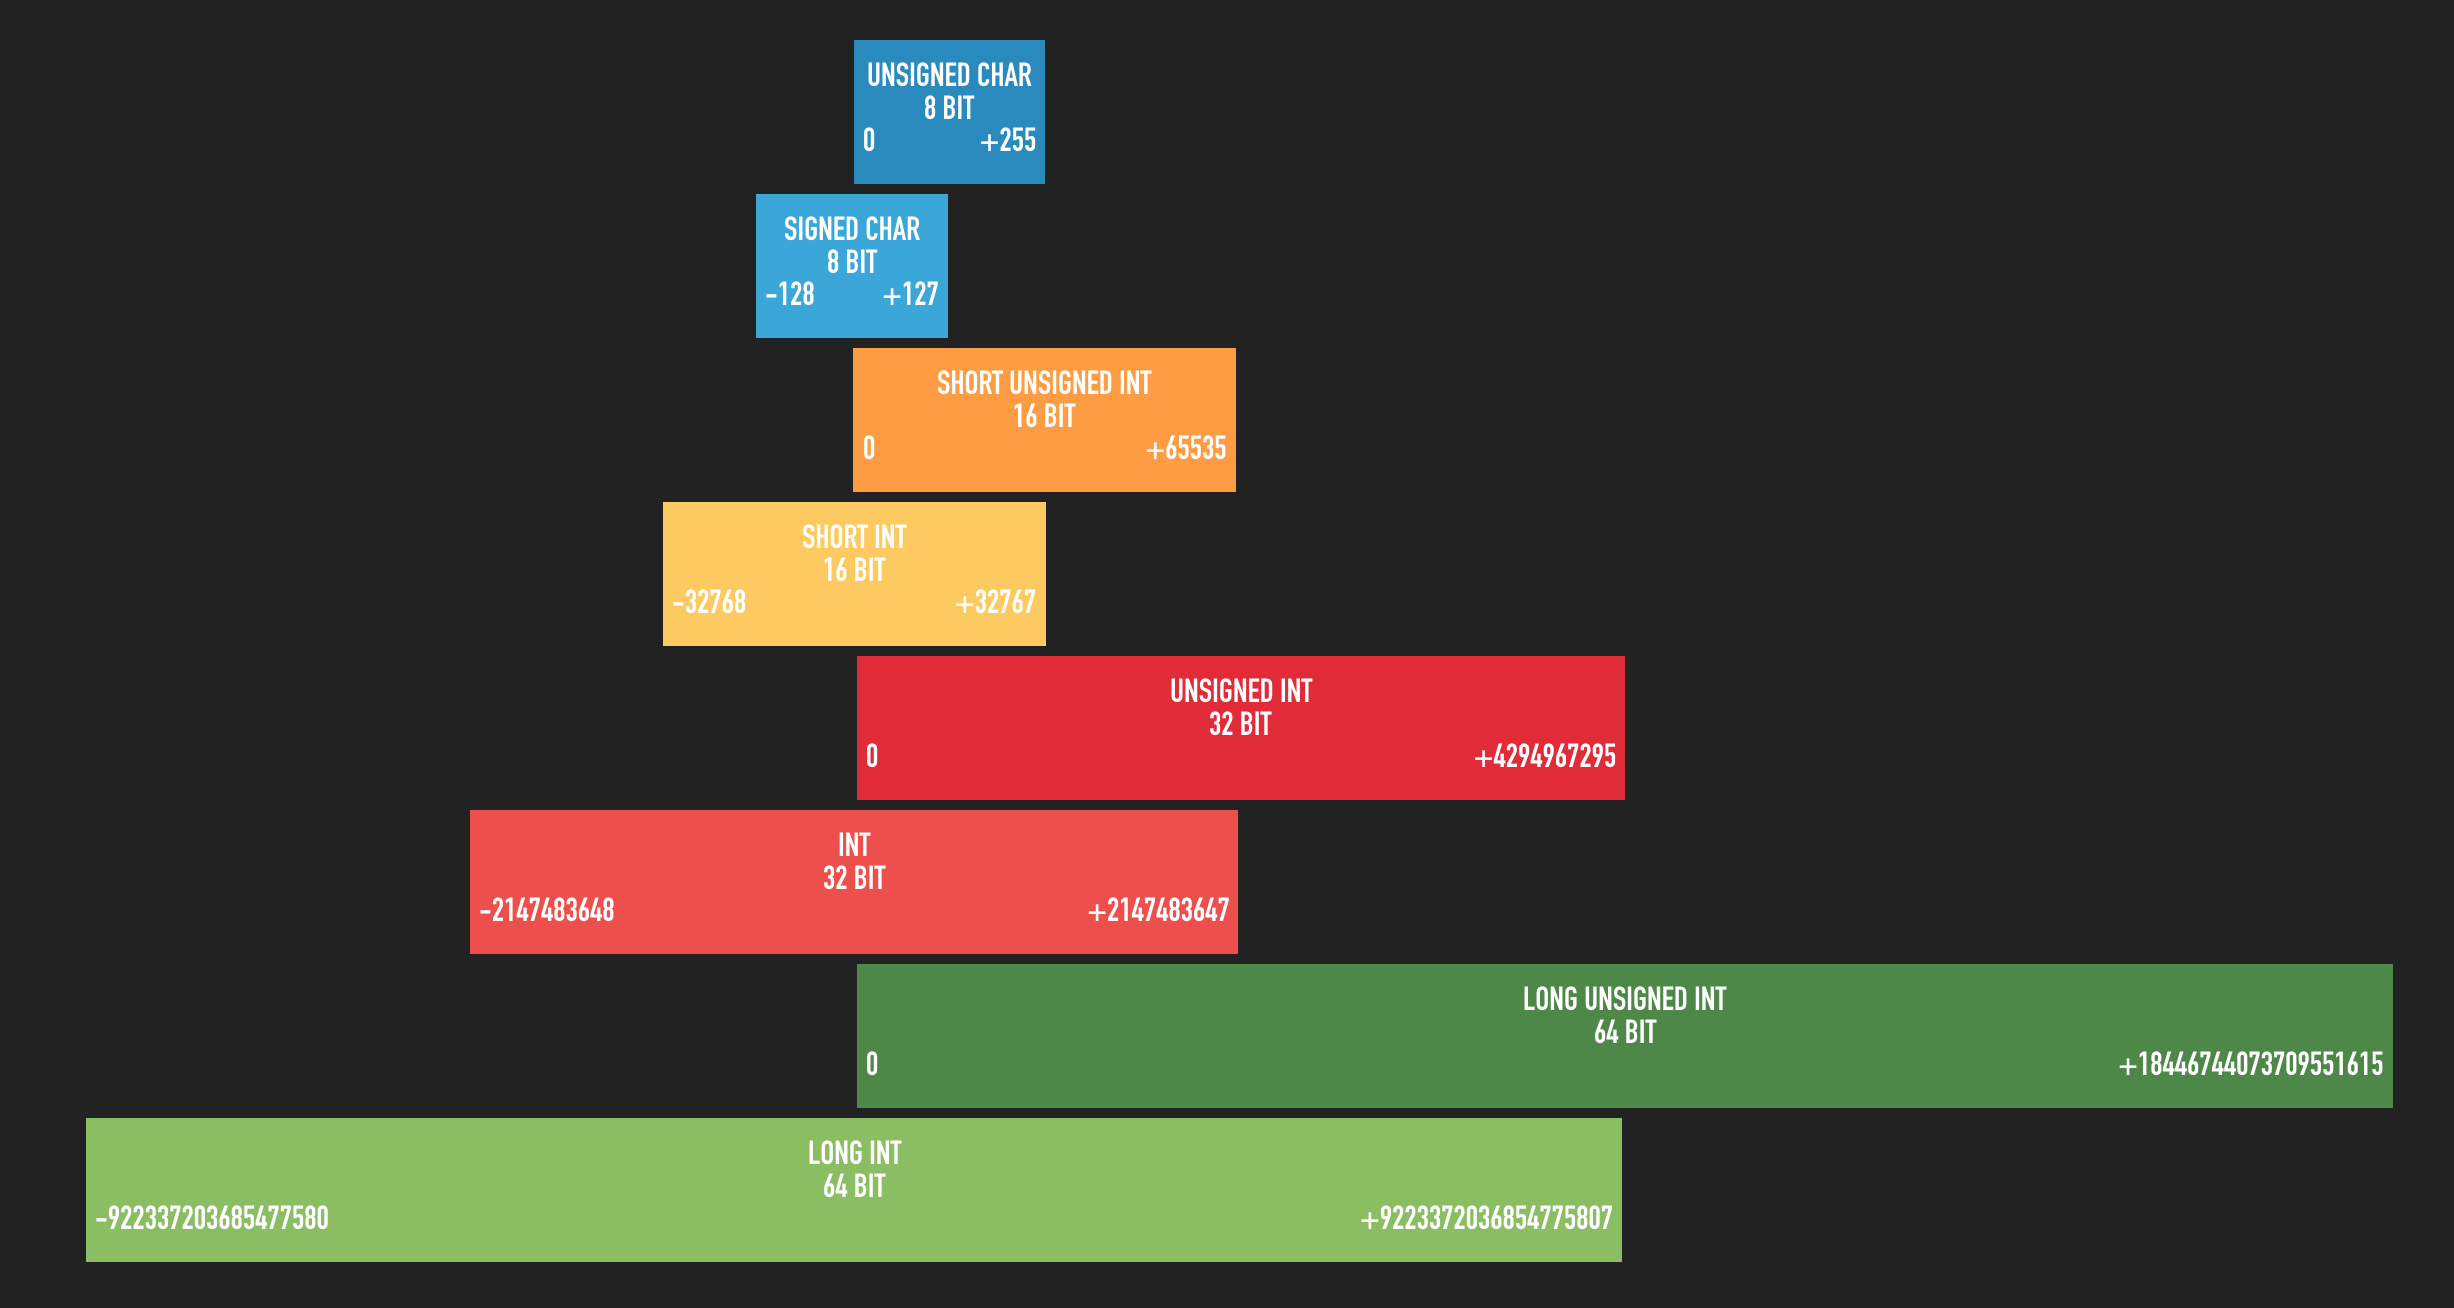 UNSIGNED CHAR
8 BIT
0 +255
SIGNED CHAR
8 BIT
-128 +127
SHORT UNSIGNED INT
16 BIT
0 +65535
SHORT INT
16 BIT
-32768 +32767
UNSIGNED INT
32 BIT
0 +4294967295
INT
32 BIT
-2147483648 +2147483647
LONG UNSIGNED INT
64 BIT
0 +18446744073709551615
LONG INT
64 BIT
-922337203685477580 +9223372036854775807